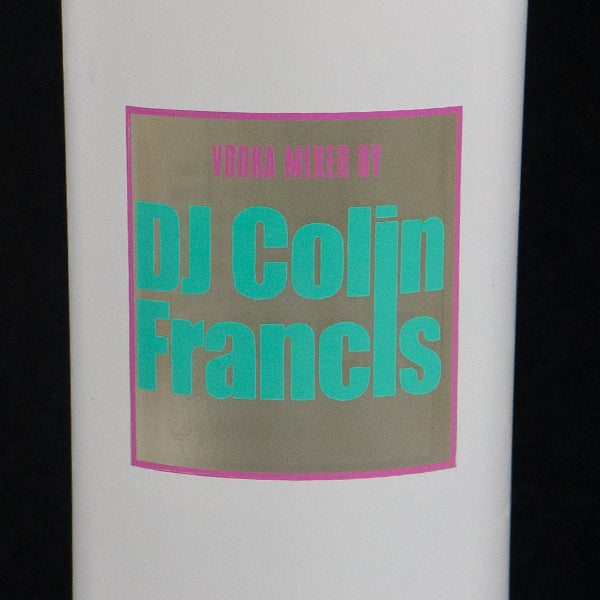 VODKA MIXED BY
DJ Colin
Francis